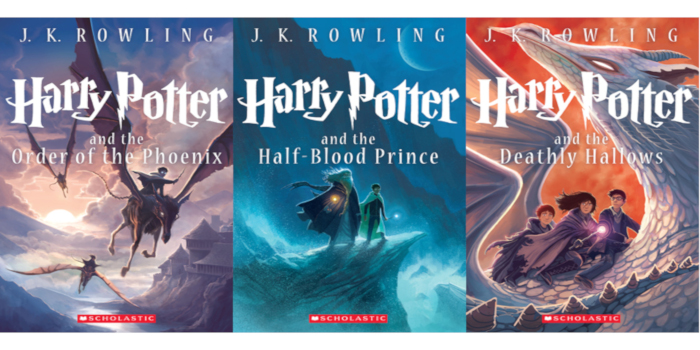 J. K. ROWLING
Harry Potter
and the
Order of the Phoenix
SCHOLASTIC
J. K. ROWLING
Harry Potter
and the
Half-Blood Prince
SCHOLASTIC
J. K. ROWLING
Harry Potter
and the
Deathly Hallows
SCHOLASTIC